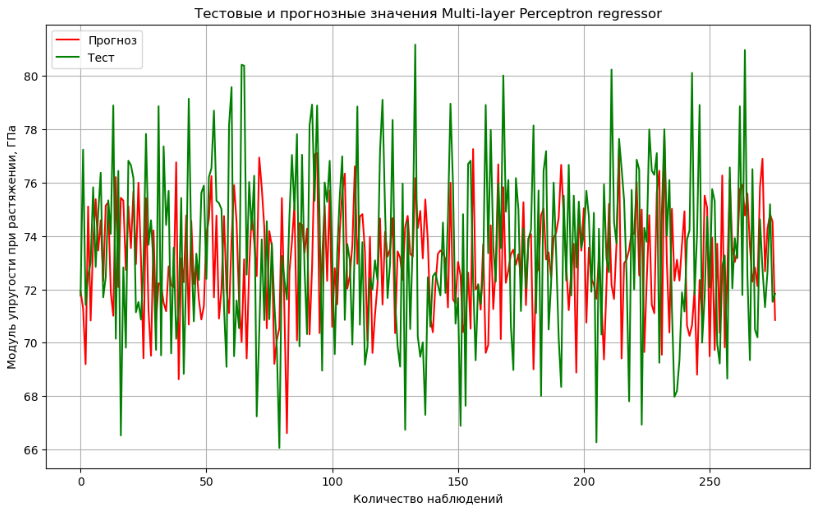 Тестовые и прогнозные значения Multi-layer Perceptron regressor
Прогноз
Тест
Модуль упругости при растяжении, ГПа
80
78
76
74
72
70
68
66
0
50
100
150
200
250
Количество наблюдений